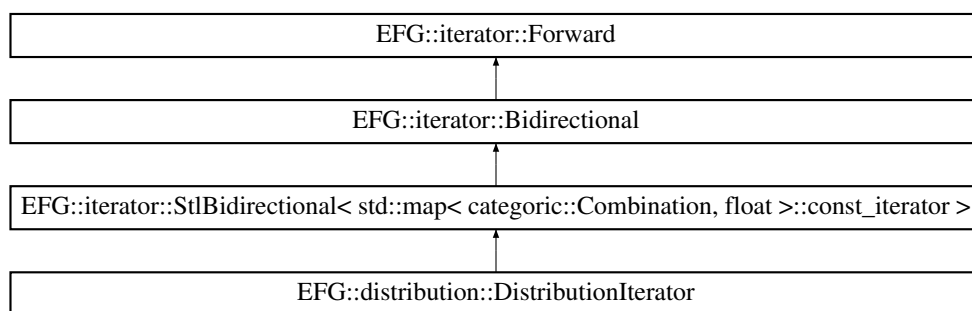 EFG::iterator::Forward
EFG::iterator::Bidirectional
EFG::iterator::StlBidirectional< std::map< categoric::Combination, float >::const_iterator >
EFG::distribution::DistributionIterator